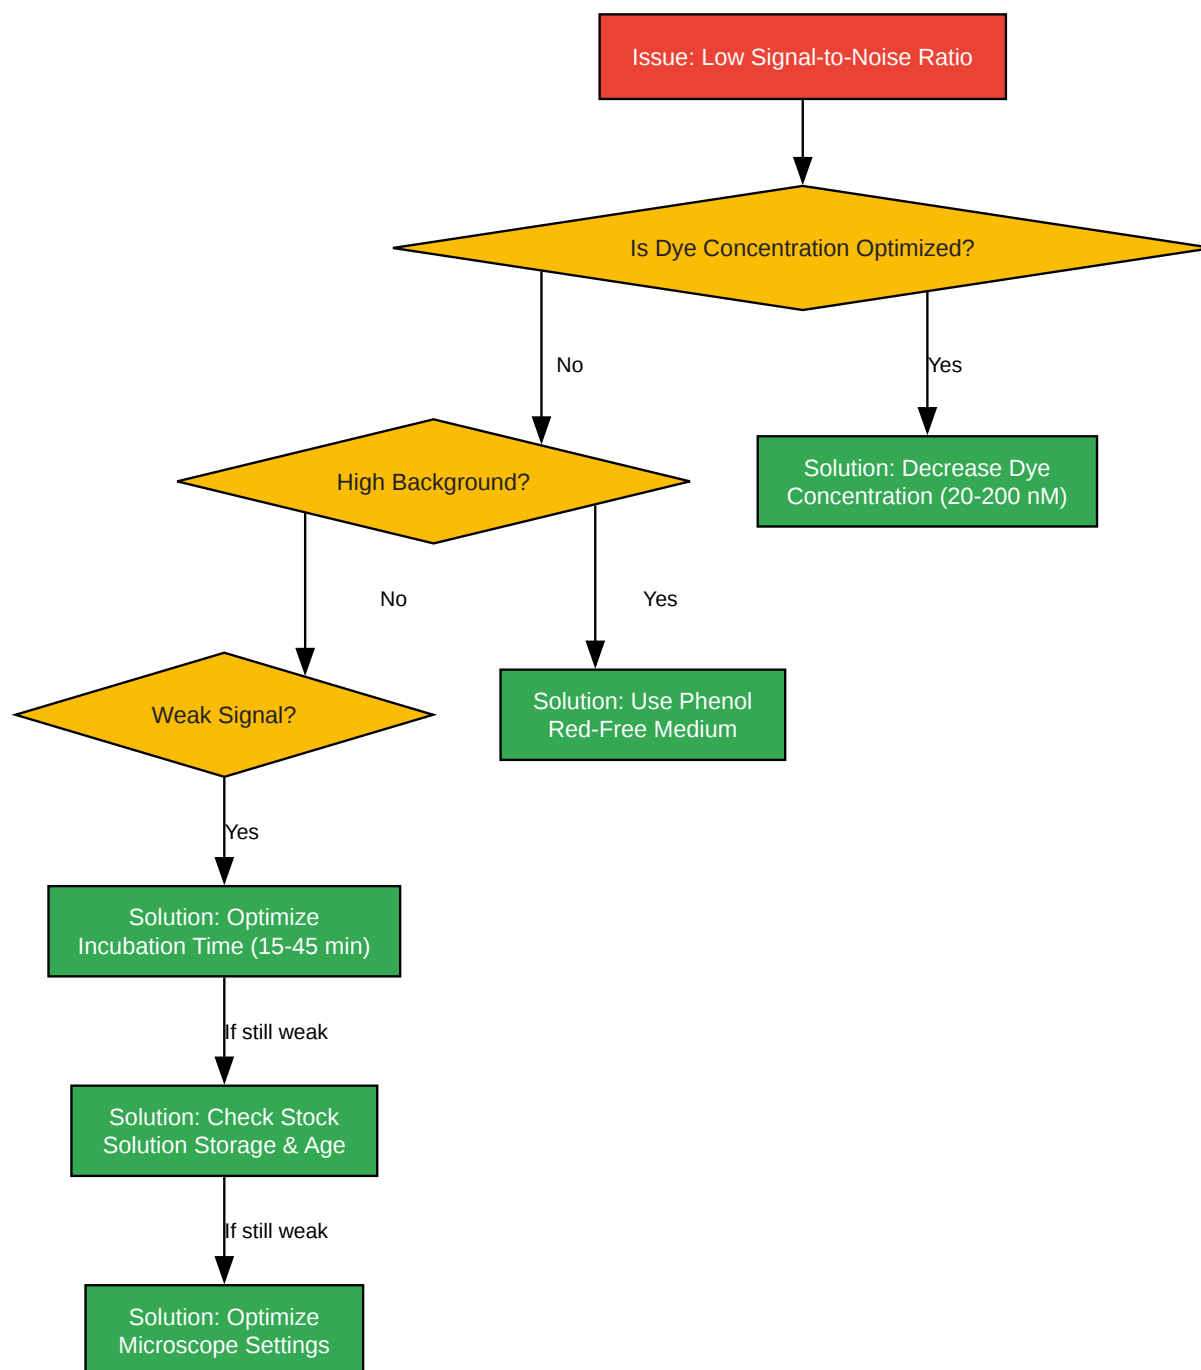 Issue: Low Signal-to-Noise Ratio
Is Dye Concentration Optimized?
No
Yes
High Background?
Solution: Decrease Dye
Concentration (20-200 nM)
No
Yes
Weak Signal?
Solution: Use Phenol
Red-Free Medium
Yes
Solution: Optimize
Incubation Time (15-45 min)
If still weak
Solution: Check Stock
Solution Storage & Age
If still weak
Solution: Optimize
Microscope Settings